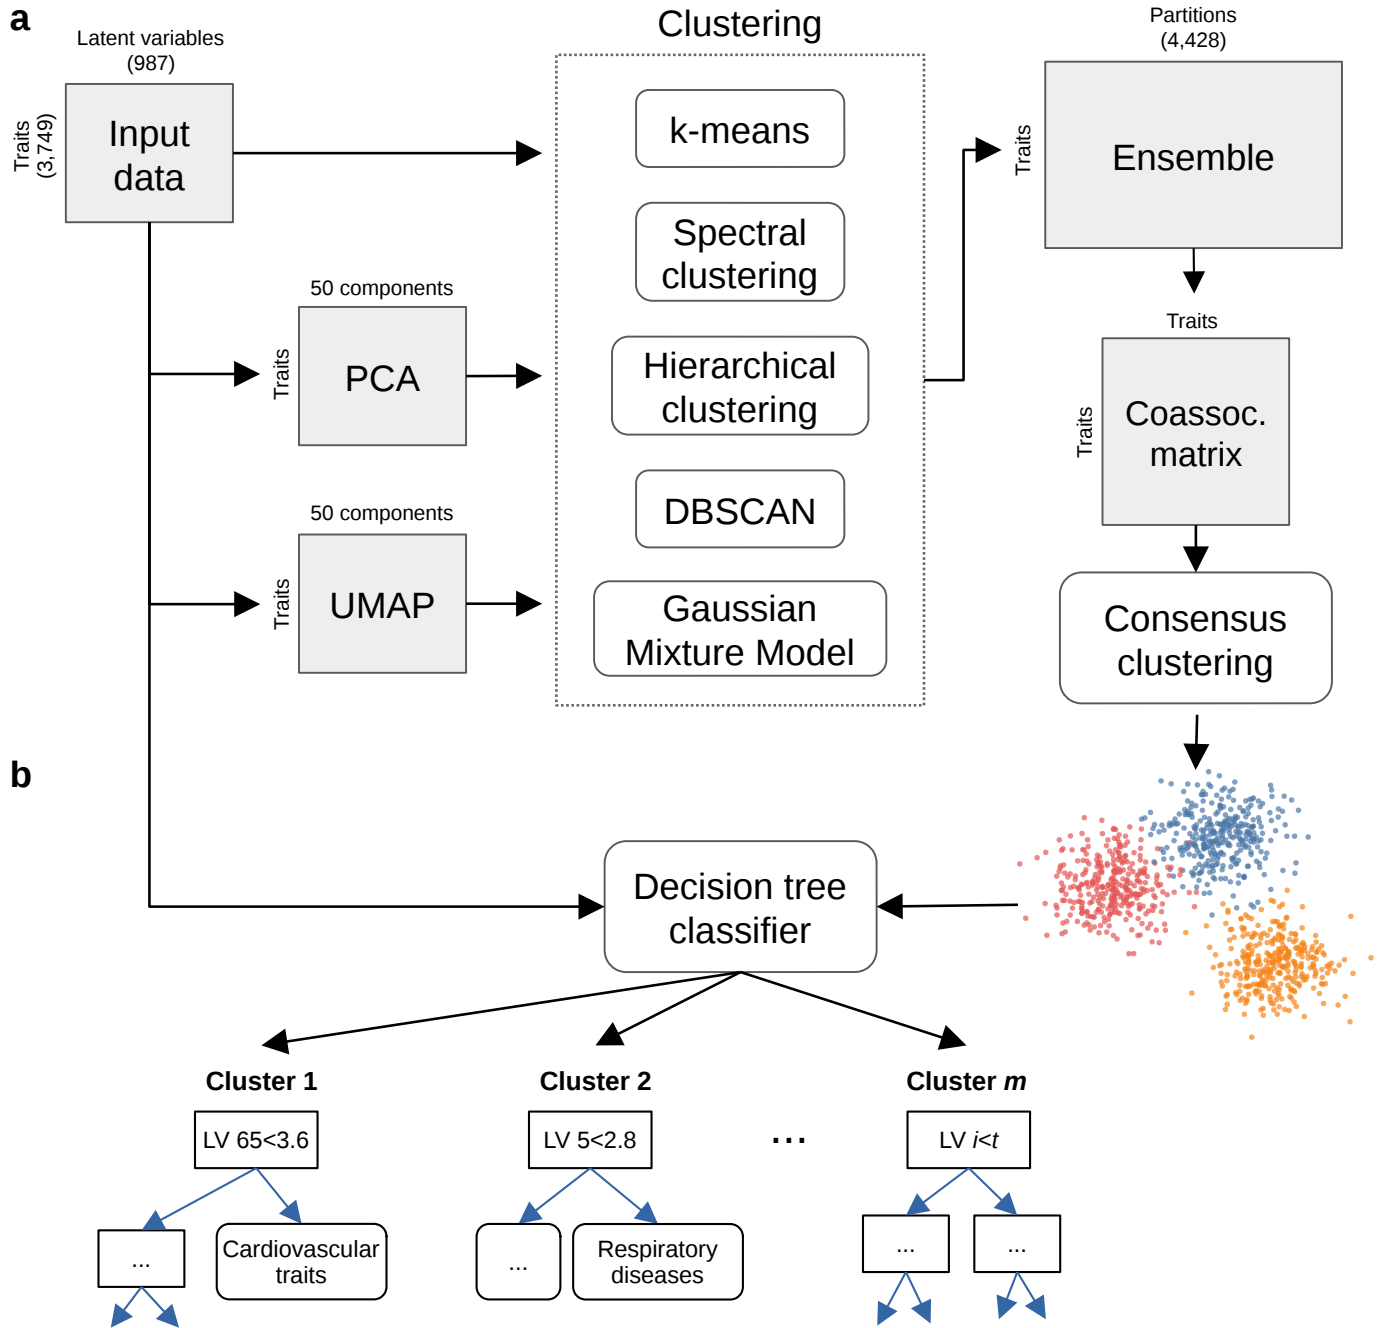 a
Latent variables
(987)
Traits
(3,749)
Input
data
Clustering
k-means
Spectral
clustering
Hierarchical
clustering
DBSCAN
Gaussian
Mixture Model
50 components
Traits
PCA
50 components
Traits
UMAP
Partitions
(4,428)
Traits
Ensemble
Traits
Traits
Coassoc.
matrix
Consensus
clustering
b
Decision tree
classifier
Cluster 1
LV 65<3.6
...
Cardiovascular
traits
Cluster 2
LV 5<2.8
...
Respiratory
diseases
...
Cluster m
LV i<t
...
...